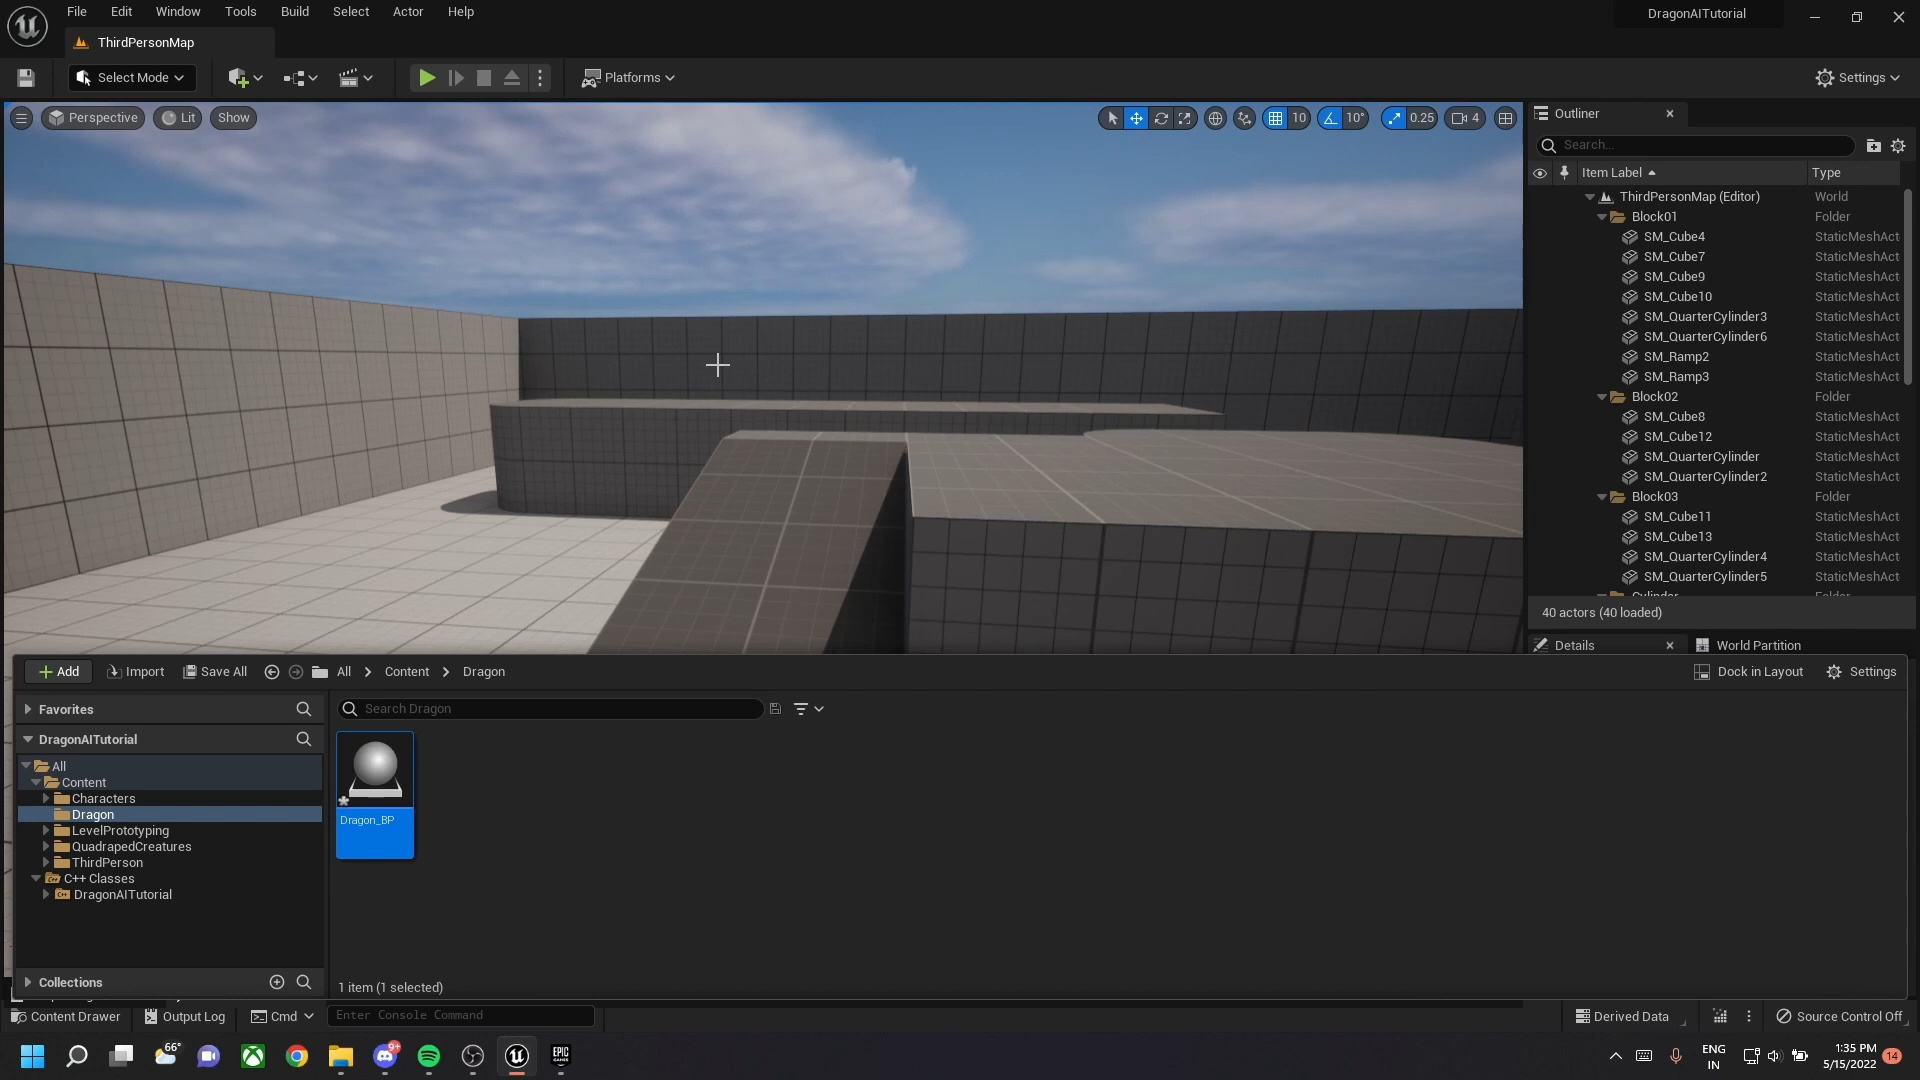 File Edit Window Tools Build Select Actor Help
DragonAITutorial
ThirdPersonMap
Select Mode
Platforms
Settings
Perspective Lit Show
10 10° 0.25 4
Outliner
Search...
Item Label Type
ThirdPersonMap (Editor) World
Block01 Folder
SM_Cube4 StaticMeshAct
SM_Cube7 StaticMeshAct
SM_Cube9 StaticMeshAct
SM_Cube10 StaticMeshAct
SM_QuarterCylinder3 StaticMeshAct
SM_QuarterCylinder6 StaticMeshAct
SM_Ramp2 StaticMeshAct
SM_Ramp3 StaticMeshAct
Block02 Folder
SM_Cube8 StaticMeshAct
SM_Cube12 StaticMeshAct
SM_QuarterCylinder StaticMeshAct
SM_QuarterCylinder2 StaticMeshAct
Block03 Folder
SM_Cube11 StaticMeshAct
SM_Cube13 StaticMeshAct
SM_QuarterCylinder4 StaticMeshAct
SM_QuarterCylinder5 StaticMeshAct
Cylinder Folder
40 actors (40 loaded)
Details World Partition
Add Import Save All All Content Dragon
Dock in Layout Settings
Favorites
Search Dragon
DragonAITutorial
All
Content
Characters
Dragon
LevelPrototyping
QuadrapedCreatures
ThirdPerson
C++ Classes
DragonAITutorial
Dragon_BP
Collections
1 item (1 selected)
Content Drawer Output Log Cmd Enter Console Command
Derived Data Source Control Off
66°
9+
EPIC GAMES
ENG
IN
1:35 PM
5/15/2022
14